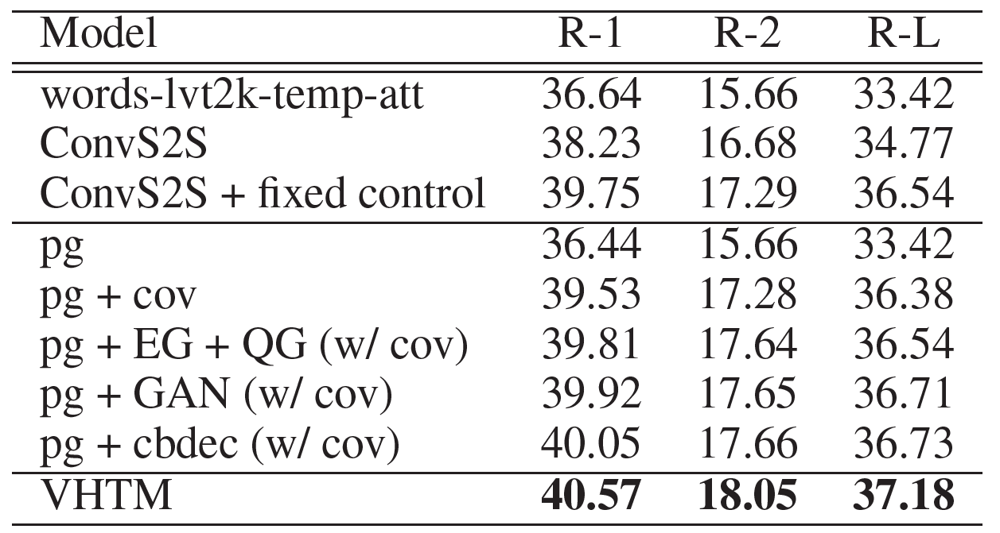 Model R-1 R-2 R-L
words-lvt2k-temp-att 36.64 15.66 33.42
ConvS2S 38.23 16.68 34.77
ConvS2S + fixed control 39.75 17.29 36.54
pg 36.44 15.66 33.42
pg + cov 39.53 17.28 36.38
pg + EG + QG (w/ cov) 39.81 17.64 36.54
pg + GAN (w/ cov) 39.92 17.65 36.71
pg + cbdec (w/ cov) 40.05 17.66 36.73
VHTM 40.57 18.05 37.18